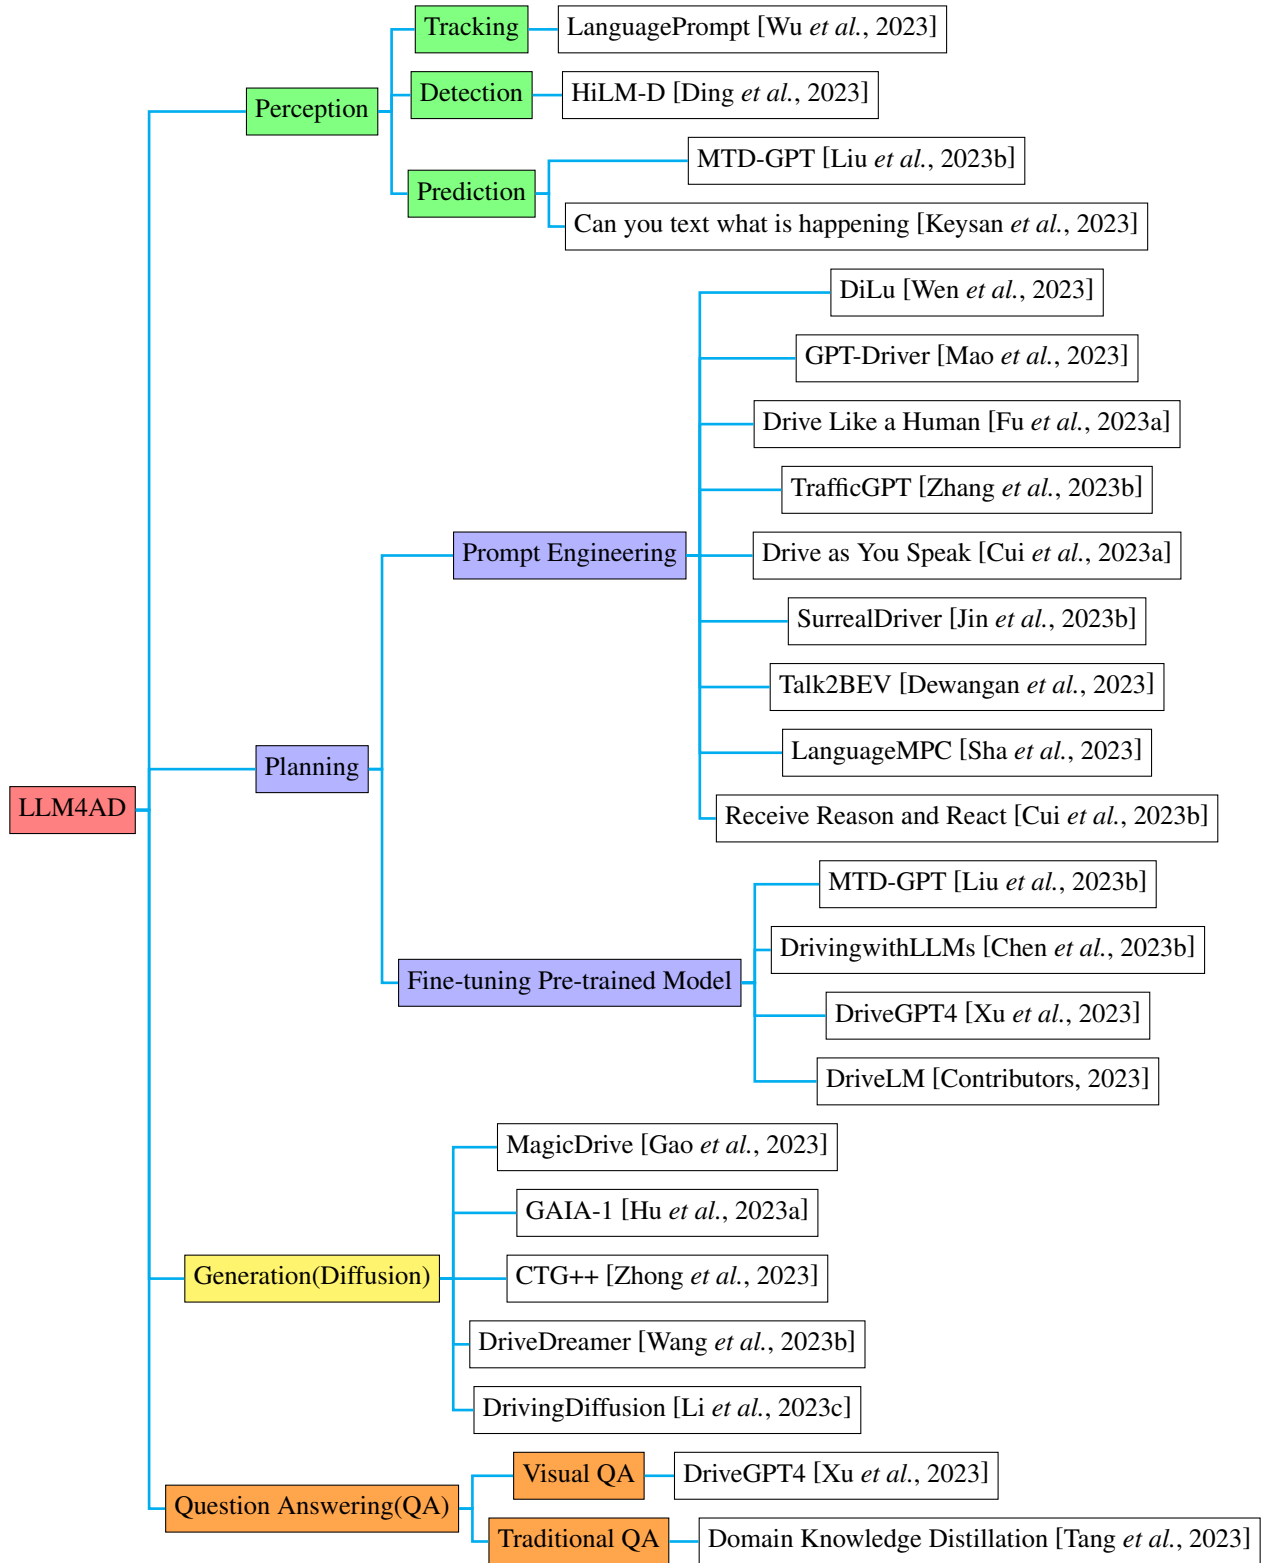 Tracking
LanguagePrompt [Wu et al., 2023]
Perception
Detection
HiLM-D [Ding et al., 2023]
MTD-GPT [Liu et al., 2023b]
Prediction
Can you text what is happening [Keysan et al., 2023]
DiLu [Wen et al., 2023]
GPT-Driver [Mao et al., 2023]
Drive Like a Human [Fu et al., 2023a]
TrafficGPT [Zhang et al., 2023b]
Prompt Engineering
Drive as You Speak [Cui et al., 2023a]
SurrealDriver [Jin et al., 2023b]
Talk2BEV [Dewangan et al., 2023]
Planning
LanguageMPC [Sha et al., 2023]
LLM4AD
Receive Reason and React [Cui et al., 2023b]
MTD-GPT [Liu et al., 2023b]
DrivingwithLLMs [Chen et al., 2023b]
Fine-tuning Pre-trained Model
DriveGPT4 [Xu et al., 2023]
DriveLM [Contributors, 2023]
MagicDrive [Gao et al., 2023]
GAIA-1 [Hu et al., 2023a]
Generation(Diffusion)
CTG++ [Zhong et al., 2023]
DriveDreamer [Wang et al., 2023b]
DrivingDiffusion [Li et al., 2023c]
Visual QA
DriveGPT4 [Xu et al., 2023]
Question Answering(QA)
Traditional QA
Domain Knowledge Distillation [Tang et al., 2023]